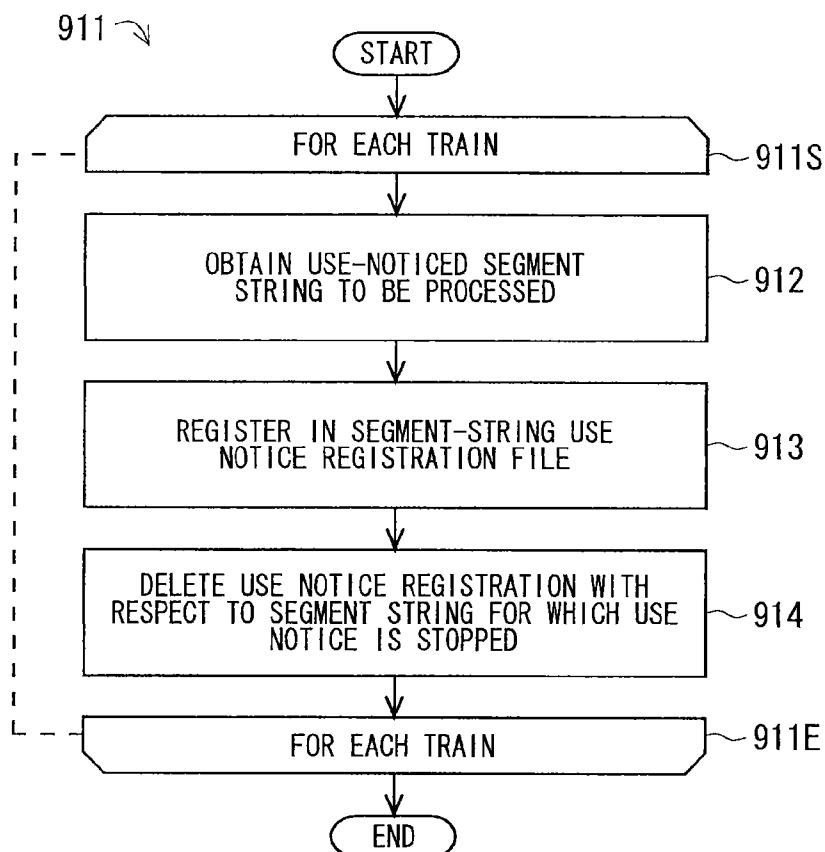 911
START
FOR EACH TRAIN
911S
OBTAIN USE-NOTICED SEGMENT
STRING TO BE PROCESSED
912
REGISTER IN SEGMENT-STRING USE
NOTICE REGISTRATION FILE
913
DELETE USE NOTICE REGISTRATION WITH
RESPECT TO SEGMENT STRING FOR WHICH USE
NOTICE IS STOPPED
914
FOR EACH TRAIN
911E
END